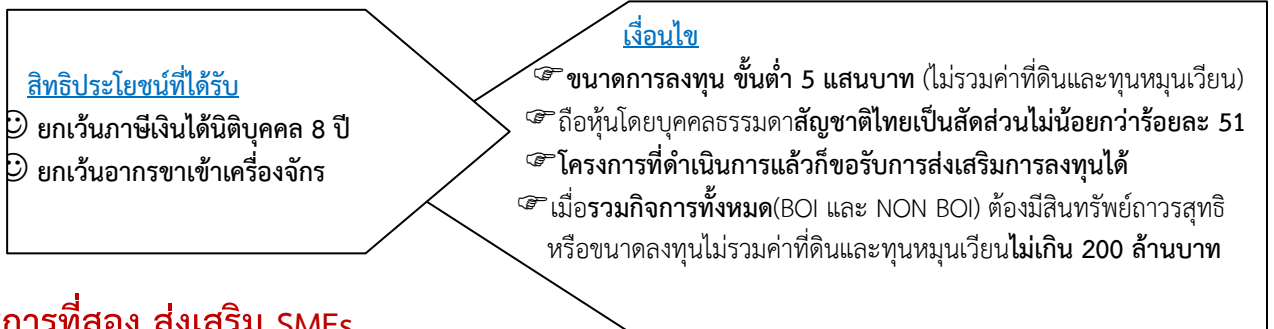 สิทธิประโยชน์ที่ได้รับ
☺ ยกเว้นภาษีเงินได้นิติบุคคล 8 ปี
☺ ยกเว้นอากรขาเข้าเครื่องจักร
เงื่อนไข
☞ ขนาดการลงทุน ขั้นต่ำ 5 แสนบาท (ไม่รวมค่าที่ดินและทุนหมุนเวียน)
☞ ถือหุ้นโดยบุคคลธรรมดาสัญชาติไทยเป็นสัดส่วนไม่น้อยกว่าร้อยละ 51
☞ โครงการที่ดำเนินการแล้วก็ขอรับการส่งเสริมการลงทุนได้
☞ เมื่อรวมกิจการทั้งหมด(BOI และ NON BOI) ต้องมีสินทรัพย์ถาวรสุทธิ
หรือขนาดลงทุนไม่รวมค่าที่ดินและทุนหมุนเวียนไม่เกิน 200 ล้านบาท
การที่สอง ส่งเสริม SMEs